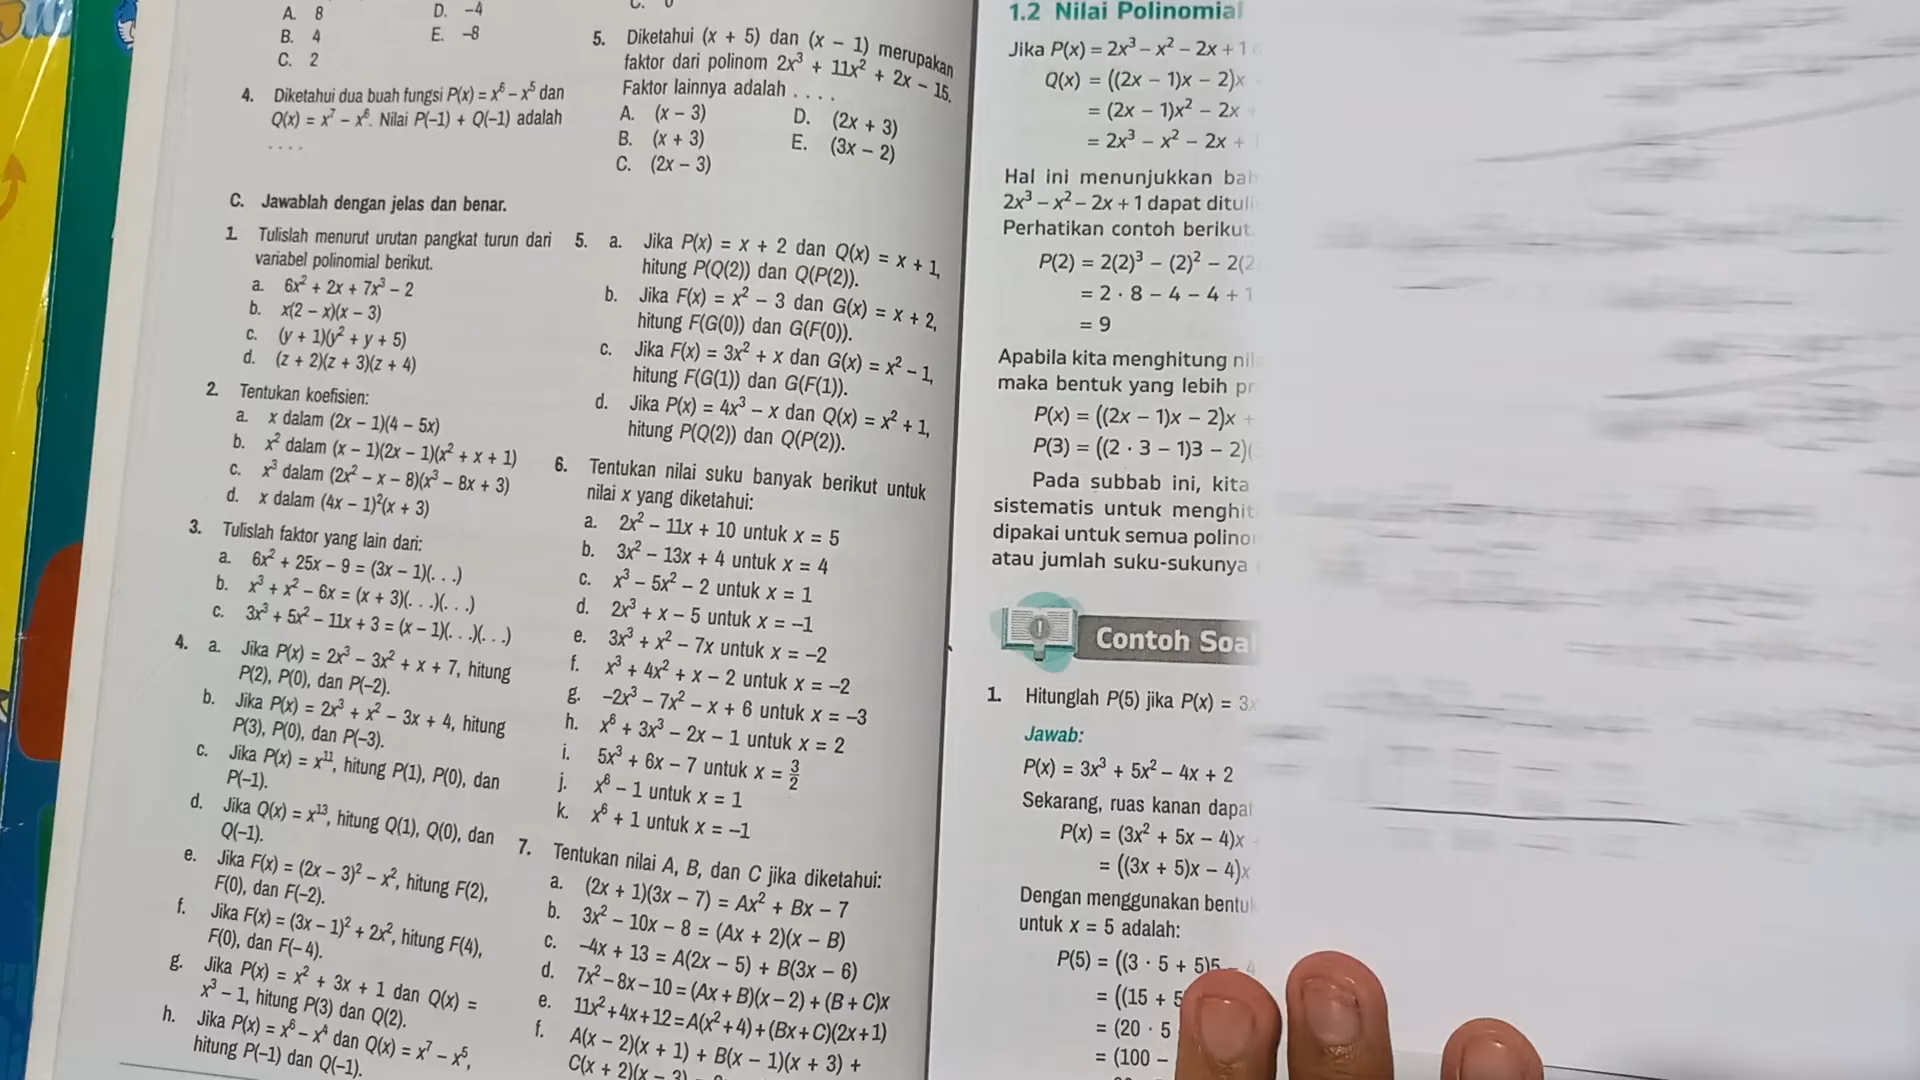 A. 8
B. 4
C. 2
D. -4
E. -8
4. Diketahui dua buah fungsi P(x) = x⁶ – x⁵ dan
Q(x) = x⁷ – x⁶. Nilai P(–1) + Q(–1) adalah
. . . .
5. Diketahui (x + 5) dan (x – 1) merupakan
faktor dari polinom 2x³ + 11x² + 2x – 15.
Faktor lainnya adalah . . . .
A. (x – 3)
B. (x + 3)
C. (2x – 3)
D. (2x + 3)
E. (3x – 2)
C. Jawablah dengan jelas dan benar.
1. Tulislah menurut urutan pangkat turun dari
variabel polinomial berikut.
a. 6x² + 2x + 7x³ – 2
b. x(2 – x)(x – 3)
c. (y + 1)(y² + y + 5)
d. (z + 2)(z + 3)(z + 4)
2. Tentukan koefisien:
a. x dalam (2x – 1)(4 – 5x)
b. x² dalam (x – 1)(2x – 1)(x² + x + 1)
c. x³ dalam (2x² – x – 8)(x³ – 8x + 3)
d. x dalam (4x – 1)²(x + 3)
3. Tulislah faktor yang lain dari:
a. 6x² + 25x – 9 = (3x – 1)(. . .)
b. x³ + x² – 6x = (x + 3)(. . .)(. . .)
c. 3x³ + 5x² – 11x + 3 = (x – 1)(. . .)(. . .)
4. a. Jika P(x) = 2x³ – 3x² + x + 7, hitung
P(2), P(0), dan P(–2).
b. Jika P(x) = 2x³ + x² – 3x + 4, hitung
P(3), P(0), dan P(–3).
c. Jika P(x) = x¹¹, hitung P(1), P(0), dan
P(–1).
d. Jika Q(x) = x¹³, hitung Q(1), Q(0), dan
Q(–1).
e. Jika F(x) = (2x – 3)² – x², hitung F(2),
F(0), dan F(–2).
f. Jika F(x) = (3x – 1)² + 2x², hitung F(4),
F(0), dan F(–4).
g. Jika P(x) = x² + 3x + 1 dan Q(x) =
x³ – 1, hitung P(3) dan Q(2).
h. Jika P(x) = x⁶ – x⁴ dan Q(x) = x⁷ – x⁵,
hitung P(–1) dan Q(–1).
5. a. Jika P(x) = x + 2 dan Q(x) = x + 1,
hitung P(Q(2)) dan Q(P(2)).
b. Jika F(x) = x² – 3 dan G(x) = x + 2,
hitung F(G(0)) dan G(F(0)).
c. Jika F(x) = 3x² + x dan G(x) = x² – 1,
hitung F(G(1)) dan G(F(1)).
d. Jika P(x) = 4x³ – x dan Q(x) = x² + 1,
hitung P(Q(2)) dan Q(P(2)).
6. Tentukan nilai suku banyak berikut untuk
nilai x yang diketahui:
a. 2x² – 11x + 10 untuk x = 5
b. 3x² – 13x + 4 untuk x = 4
c. x³ – 5x² – 2 untuk x = 1
d. 2x³ + x – 5 untuk x = –1
e. 3x³ + x² – 7x untuk x = –2
f. x³ + 4x² + x – 2 untuk x = –2
g. –2x³ – 7x² – x + 6 untuk x = –3
h. x⁶ + 3x³ – 2x – 1 untuk x = 2
i. 5x³ + 6x – 7 untuk x = 3/2
j. x⁶ – 1 untuk x = 1
k. x⁶ + 1 untuk x = –1
7. Tentukan nilai A, B, dan C jika diketahui:
a. (2x + 1)(3x – 7) = Ax² + Bx – 7
b. 3x² – 10x – 8 = (Ax + 2)(x – B)
c. –4x + 13 = A(2x – 5) + B(3x – 6)
d. 7x² – 8x – 10 = (Ax + B)(x – 2) + (B + C)x
e. 11x² + 4x + 12 = A(x² + 4) + (Bx + C)(2x + 1)
f. A(x – 2)(x + 1) + B(x – 1)(x + 3) +
C(x + 2)(x – 3)
1.2 Nilai Polinomial
Jika P(x) = 2x³ – x² – 2x + 1
Q(x) = ((2x – 1)x – 2)x
= (2x – 1)x² – 2x
= 2x³ – x² – 2x +
Hal ini menunjukkan
2x³ – x² – 2x + 1 dapat
Perhatikan contoh berikut
P(2) = 2(2)³ – (2)² – 2(2
= 2 · 8 – 4 – 4 + 1
= 9
Apabila kita menghitung
maka bentuk yang lebih
P(x) = ((2x – 1)x – 2)x +
P(3) = ((2 · 3 – 1)3 – 2)(
Pada subbab ini, kita
sistematis untuk
dipakai untuk semua
atau jumlah suku-sukunya
Contoh Soal
1. Hitunglah P(5) jika P(x) = 3x
Jawab:
P(x) = 3x³ + 5x² – 4x + 2
Sekarang, ruas kanan dapat
P(x) = (3x² + 5x – 4)x
= ((3x + 5)x – 4)x
Dengan menggunakan bentuk
untuk x = 5 adalah:
P(5) = ((3 · 5 + 5)5 – 4
= ((15 + 5
= (20 · 5
= (100 –